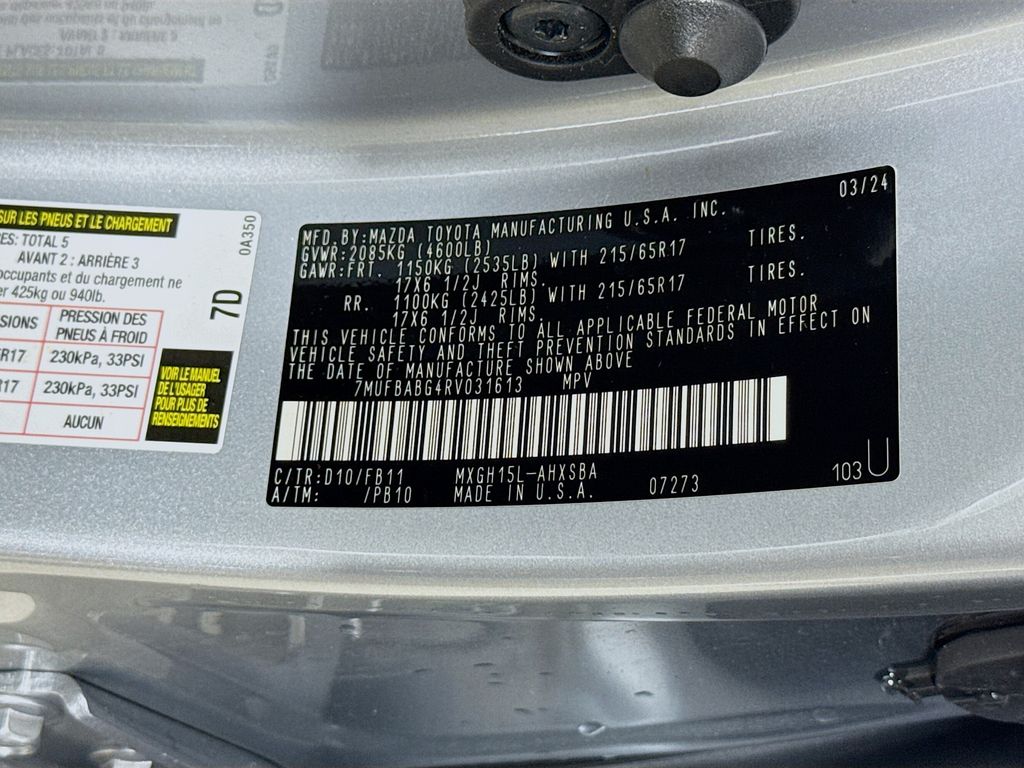 SUR LES PNEUS ET LE CHARGEMENT
TOTAL 5
AVANT 2 : ARRIÈRE 3
occupants et du chargement ne
425kg ou 940lb.
PRESSION DES
PNEUS À FROID
R17 230kPa, 33PSI
R17 230kPa, 33PSI
AUCUN
0A350
7D
VOIR LE MANUEL
DE L'USAGER
POUR PLUS DE
RENSEIGNEMENTS
03/24
MFD. BY:MAZDA TOYOTA MANUFACTURING U.S.A. INC.
GVWR:2085KG (4600LB)
GAWR:FRT. 1150KG (2535LB) WITH 215/65R17 TIRES.
17X6 1/2J RIMS.
RR. 1100KG (2425LB) WITH 215/65R17 TIRES.
17X6 1/2J RIMS.
THIS VEHICLE CONFORMS TO ALL APPLICABLE FEDERAL MOTOR
VEHICLE SAFETY AND THEFT PREVENTION STANDARDS IN EFFECT ON
THE DATE OF MANUFACTURE SHOWN ABOVE
7MUFBABG4RV031613 MPV
C/TR:D10/FB11 MXGH15L-AHXSBA
A/TM: /PB10 MADE IN U.S.A. 07273
103 U